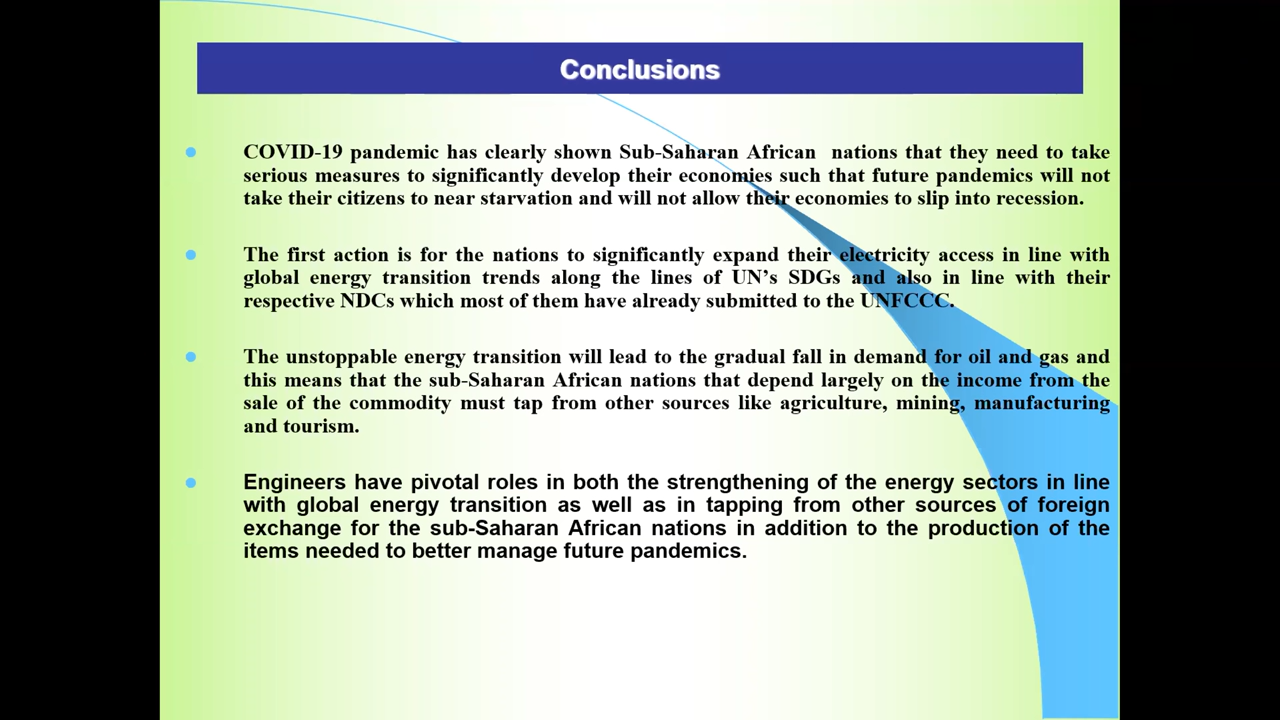 Conclusions
COVID-19 pandemic has clearly shown Sub-Saharan African nations that they need to take
serious measures to significantly develop their economies such that future pandemics will not
take their citizens to near starvation and will not allow their economies to slip into recession.
The first action is for the nations to significantly expand their electricity access in line with
global energy transition trends along the lines of UN’s SDGs and also in line with their
respective NDCs which most of them have already submitted to the UNFCCC.
The unstoppable energy transition will lead to the gradual fall in demand for oil and gas and
this means that the sub-Saharan African nations that depend largely on the income from the
sale of the commodity must tap from other sources like agriculture, mining, manufacturing
and tourism.
Engineers have pivotal roles in both the strengthening of the energy sectors in line
with global energy transition as well as in tapping from other sources of foreign
exchange for the sub-Saharan African nations in addition to the production of the
items needed to better manage future pandemics.